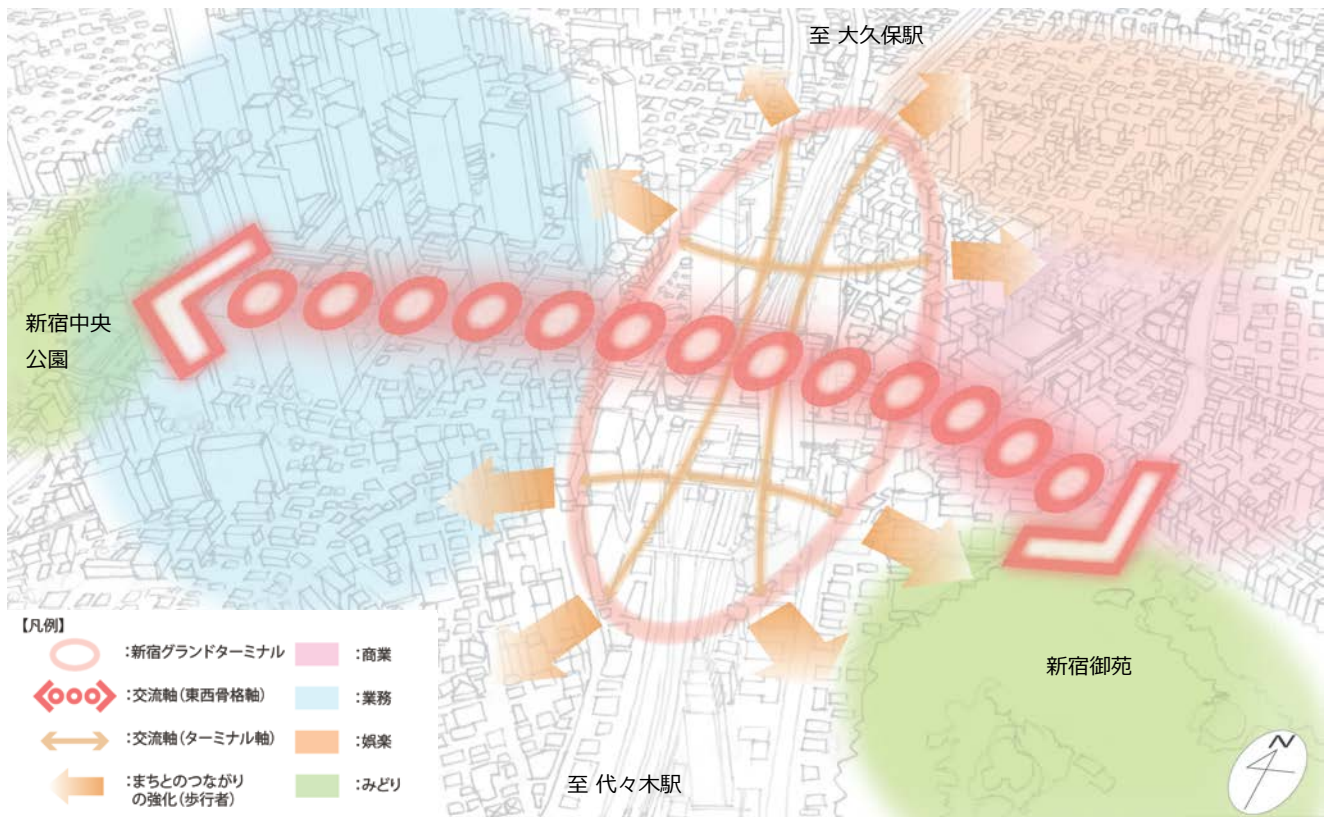 至 大久保駅
新宿中央
公園
新宿御苑
至 代々木駅
【凡例】
:新宿グランドターミナル
:交流軸(東西骨格軸)
:交流軸(ターミナル軸)
:まちとのつながり
の強化(歩行者)
:商業
:業務
:娯楽
:みどり
N